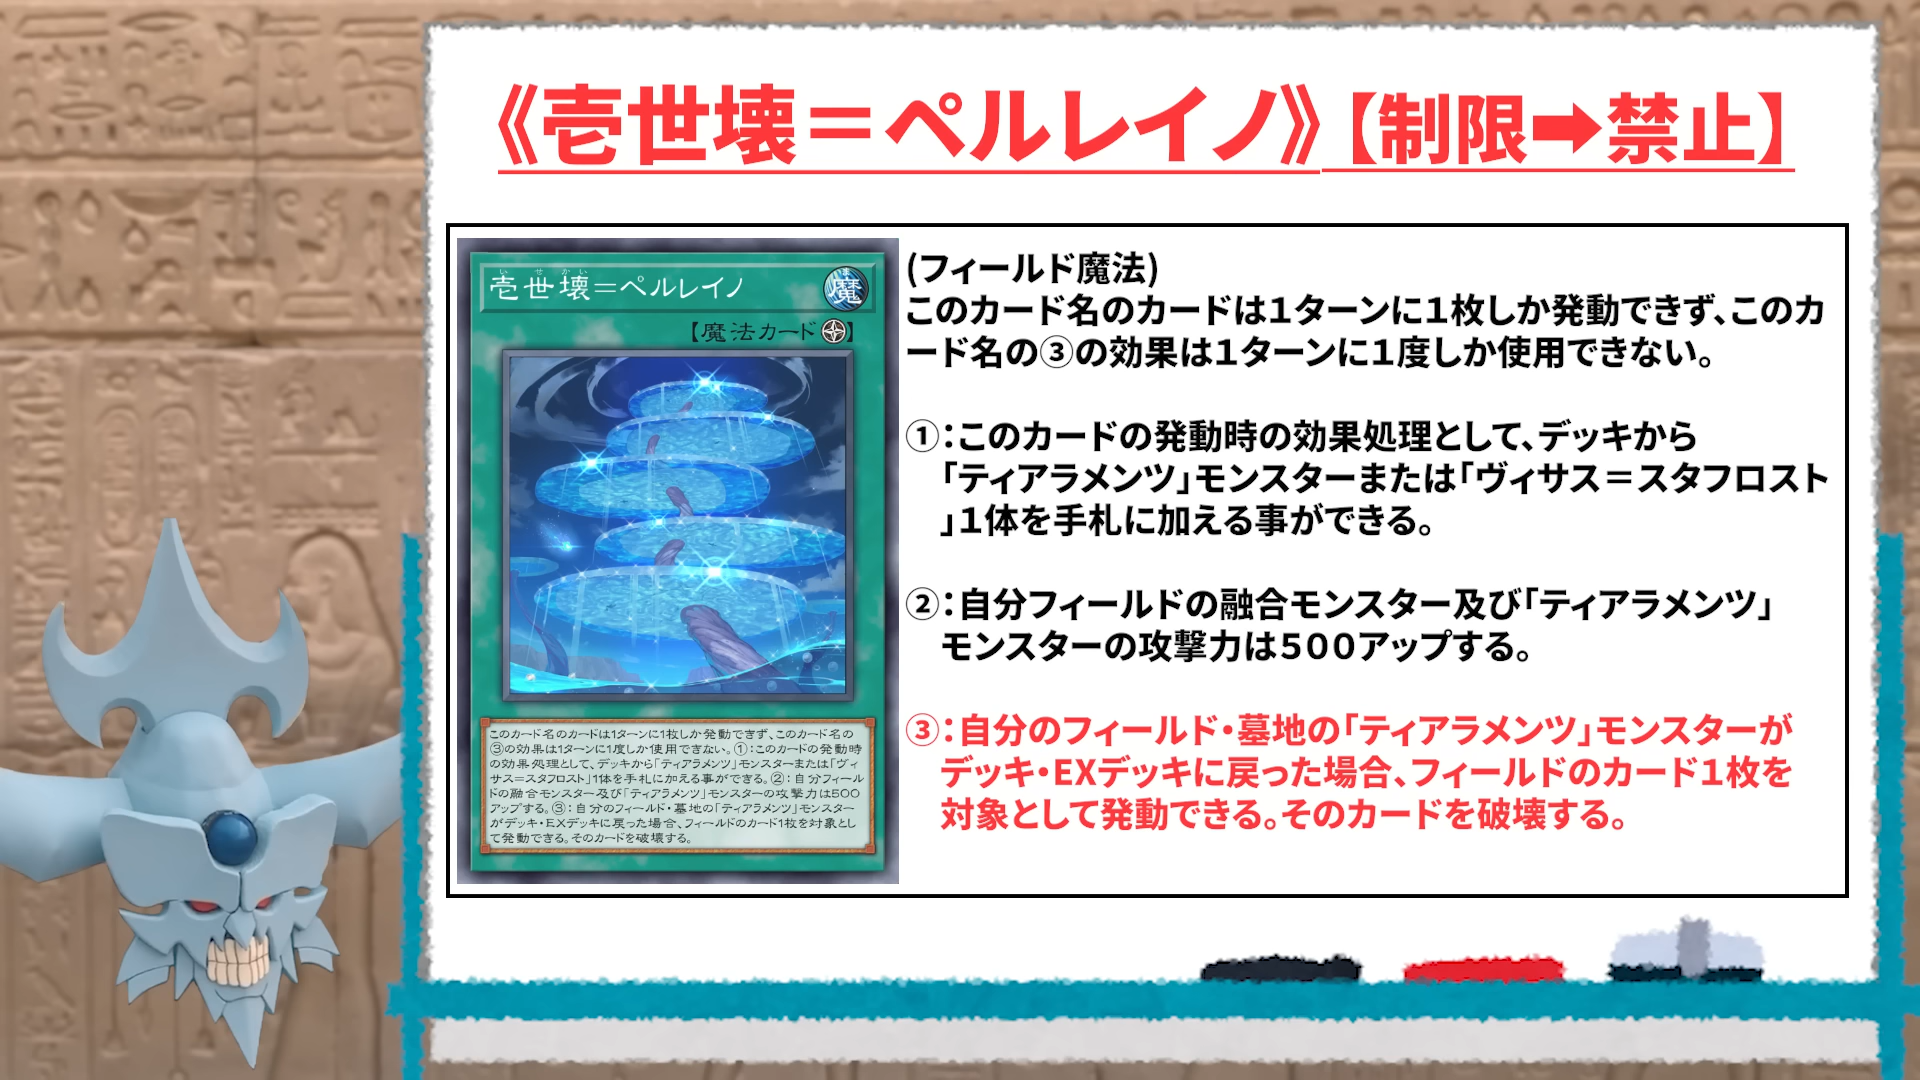 《壱世壊＝ペルレイノ》【制限➡禁止】
いせかい
壱世壊＝ペルレイノ
ま
魔
【魔法カード】
このカード名のカードは1ターンに1枚しか発動できず、このカード名の
③の効果は1ターンに1度しか使用できない。①：このカードの発動時
の効果処理として、デッキから「ティアラメンツ」モンスターまたは「ヴィ
サス＝スタフロスト」1体を手札に加える事ができる。②：自分フィール
ドの融合モンスター及び「ティアラメンツ」モンスターの攻撃力は500
アップする。③：自分のフィールド・墓地の「ティアラメンツ」モンスター
がデッキ・EXデッキに戻った場合、フィールドのカード1枚を対象とし
て発動できる。そのカードを破壊する。
(フィールド魔法)
このカード名のカードは１ターンに１枚しか発動できず、このカ
ード名の③の効果は１ターンに１度しか使用できない。
①：このカードの発動時の効果処理として、デッキから
「ティアラメンツ」モンスターまたは「ヴィサス＝スタフロスト
」１体を手札に加える事ができる。
②：自分フィールドの融合モンスター及び「ティアラメンツ」
モンスターの攻撃力は５００アップする。
③：自分のフィールド・墓地の「ティアラメンツ」モンスターが
デッキ・EXデッキに戻った場合、フィールドのカード１枚を
対象として発動できる。そのカードを破壊する。